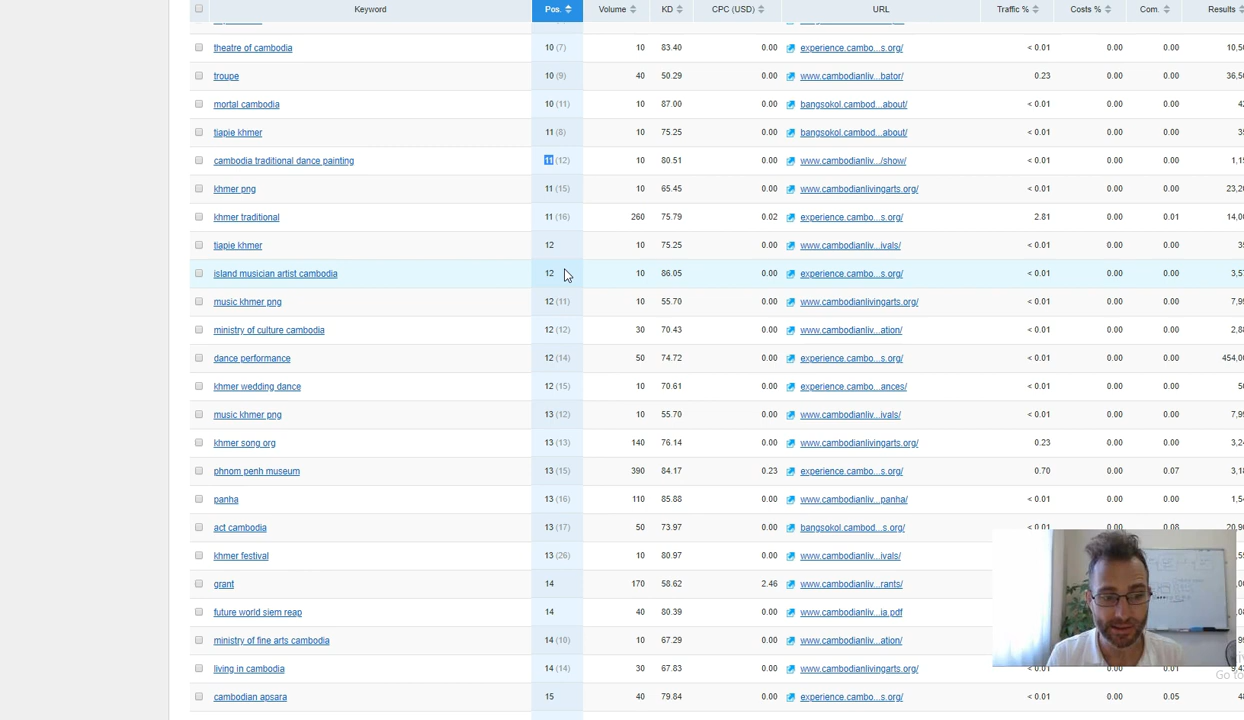 Keyword Pos. Volume KD CPC (USD) URL Traffic % Costs % Com. Results
theatre of cambodia 10 (7) 10 83.40 0.00 experience.cambo...s.org/ < 0.01 0.00 0.00
troupe 10 (9) 40 50.29 0.00 www.cambodianliv...bator/ 0.23 0.00 0.00
mortal cambodia 10 (11) 10 87.00 0.00 bangsokol.cambod...about/ < 0.01 0.00 0.00
tiapie khmer 11 (8) 10 75.25 0.00 bangsokol.cambod...about/ < 0.01 0.00 0.00
cambodia traditional dance painting 11 (12) 10 80.51 0.00 www.cambodianliv.../show/ < 0.01 0.00 0.00
khmer png 11 (15) 10 65.45 0.00 www.cambodianlivingarts.org/ < 0.01 0.00 0.00
khmer traditional 11 (16) 260 75.79 0.02 experience.cambo...s.org/ 2.81 0.00 0.01
tiapie khmer 12 10 75.25 0.00 www.cambodianliv...ivals/ < 0.01 0.00 0.00
island musician artist cambodia 12 10 86.05 0.00 experience.cambo...s.org/ < 0.01 0.00 0.00
music khmer png 12 (11) 10 55.70 0.00 www.cambodianlivingarts.org/ < 0.01 0.00 0.00
ministry of culture cambodia 12 (12) 30 70.43 0.00 www.cambodianliv...ation/ < 0.01 0.00 0.00
dance performance 12 (14) 50 74.72 0.00 experience.cambo...s.org/ < 0.01 0.00 0.00
khmer wedding dance 12 (15) 10 70.61 0.00 experience.cambo...ances/ < 0.01 0.00 0.00
music khmer png 13 (12) 10 55.70 0.00 www.cambodianliv...ivals/ < 0.01 0.00 0.00
khmer song org 13 (13) 140 76.14 0.00 www.cambodianlivingarts.org/ 0.23 0.00 0.00
phnom penh museum 13 (15) 390 84.17 0.23 experience.cambo...s.org/ 0.70 0.00 0.07
panha 13 (16) 110 85.88 0.00 www.cambodianliv...panha/ < 0.01 0.00 0.00
act cambodia 13 (17) 50 73.97 0.00 bangsokol.cambod...s.org/ < 0.01 0.00 0.08
khmer festival 13 (26) 10 80.97 0.00 www.cambodianliv...ivals/
grant 14 170 58.62 2.46 www.cambodianliv...rants/
future world siem reap 14 40 80.39 0.00 www.cambodianliv...ia.pdf
ministry of fine arts cambodia 14 (10) 10 67.29 0.00 www.cambodianliv...ation/
living in cambodia 14 (14) 30 67.83 0.00 www.cambodianlivingarts.org/ < 0.01 0.00 0.01
Go to
cambodian apsara 15 40 79.84 0.00 experience.cambo...s.org/ < 0.01 0.00 0.05